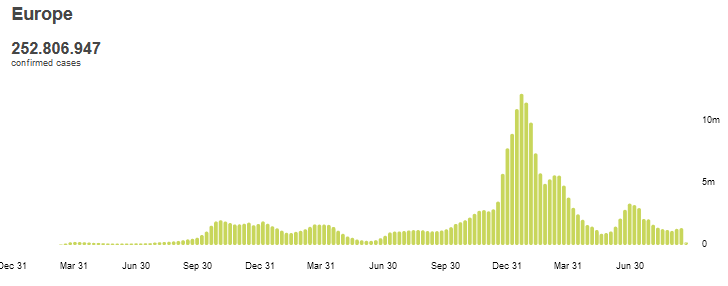 Europe
252.806.947
confirmed cases
10m
5m
0
Dec 31 Mar 31 Jun 30 Sep 30 Dec 31 Mar 31 Jun 30 Sep 30 Dec 31 Mar 31 Jun 30